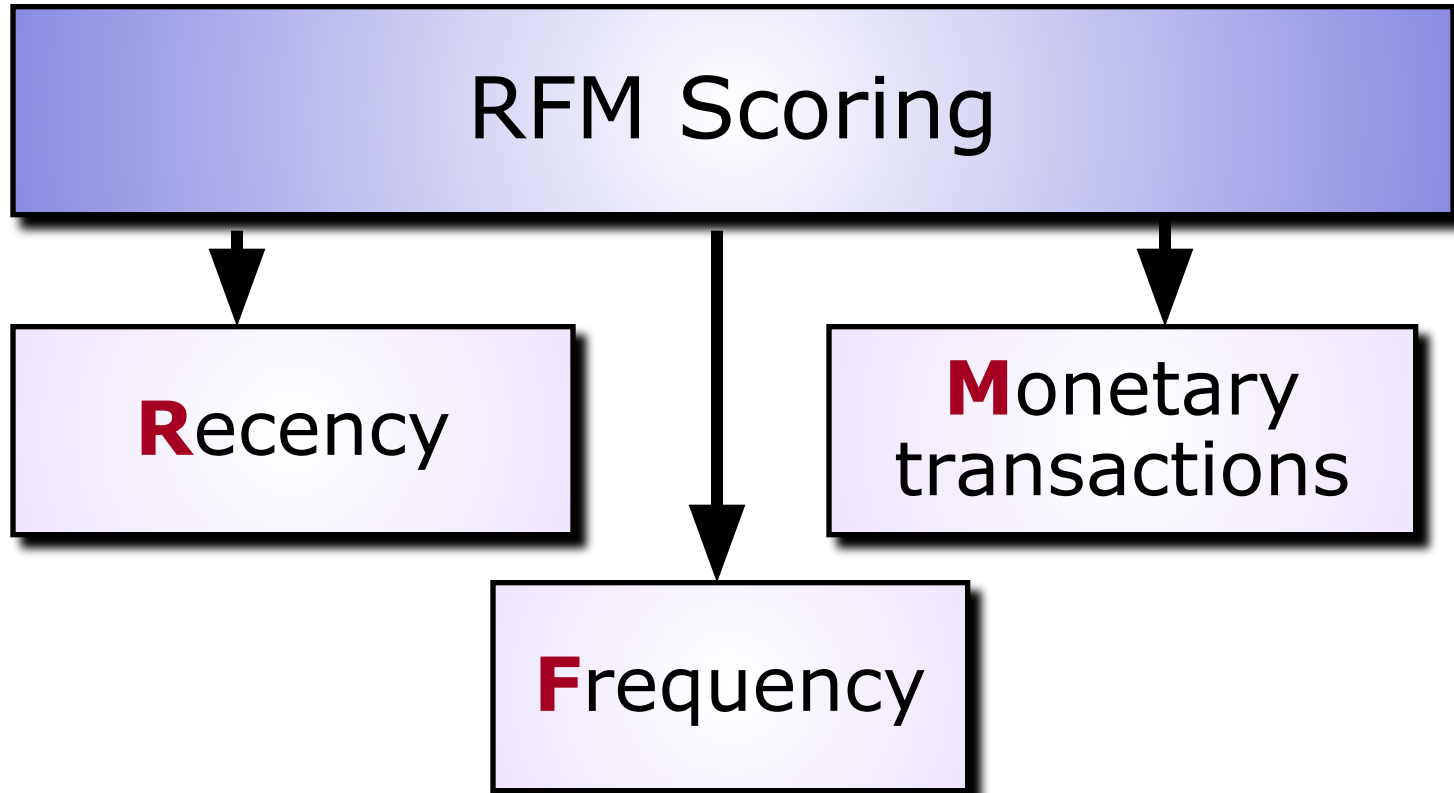 RFM Scoring
Recency
Monetary
transactions
Frequency